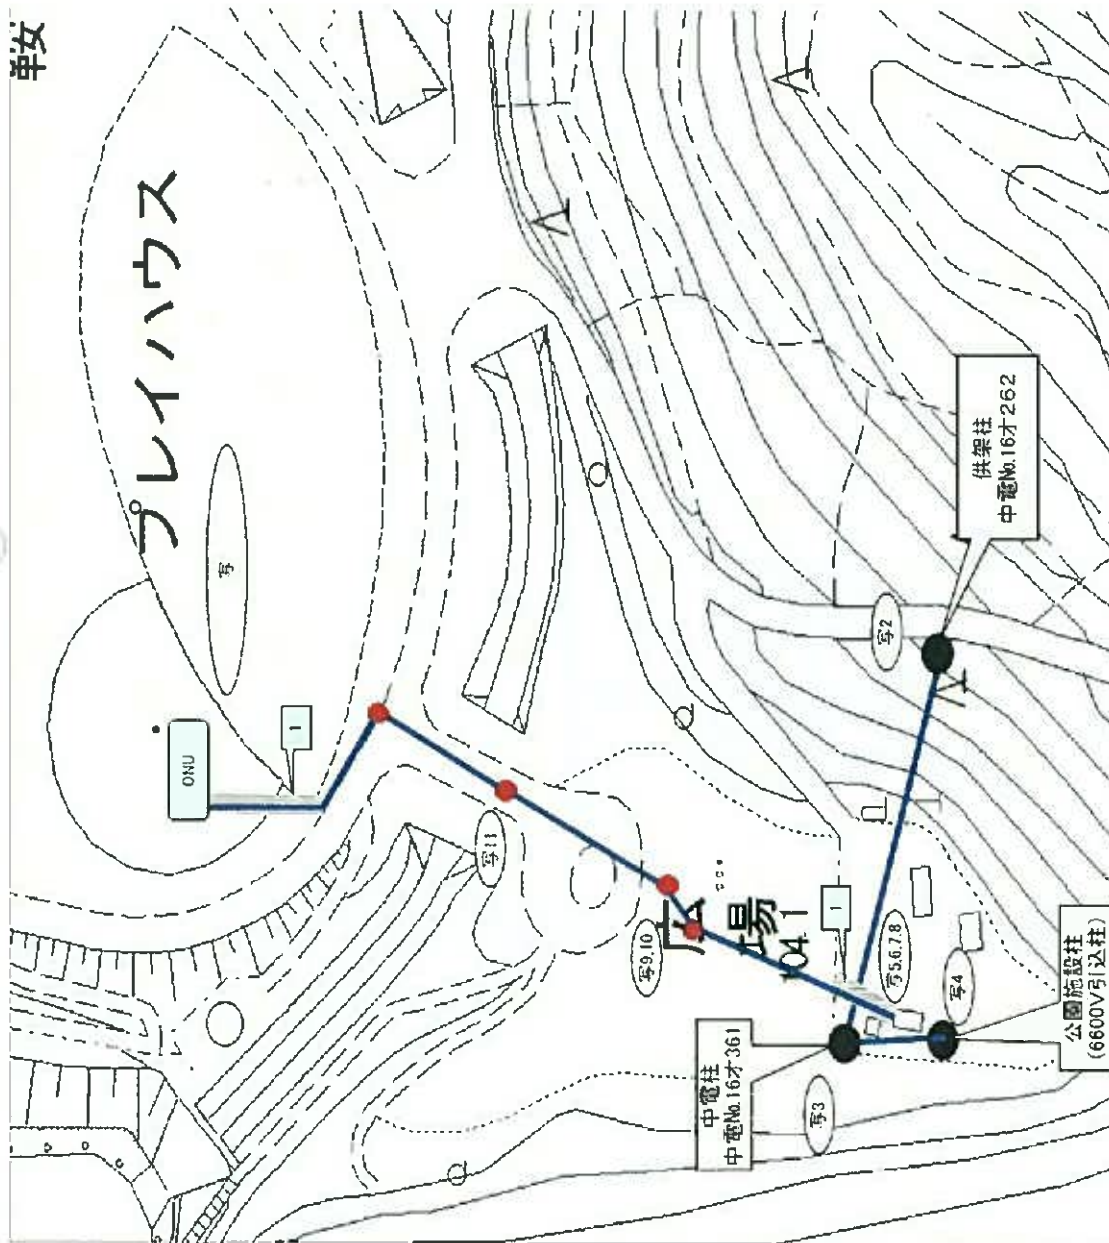 プレイハウス
写
ONU
1
写11
写9,10
広場
104.1
1
写5,6,7,8
写4
写3
写2
供架柱
中電No.16才262
中電柱
中電No.16才361
公園施設柱
(6600V引込柱)